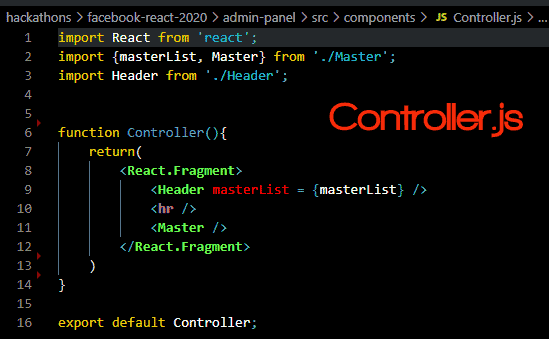 hackathons > facebook-react-2020 > admin-panel > src > components > JS Controller.js > ...
1 import React from 'react';
2 import {masterList, Master} from './Master';
3 import Header from './Header';
4
5
Controller.js
6 function Controller(){
7 return(
8 <React.Fragment>
9 <Header masterList = {masterList} />
10 <hr />
11 <Master />
12 </React.Fragment>
13 )
14 }
15
16 export default Controller;